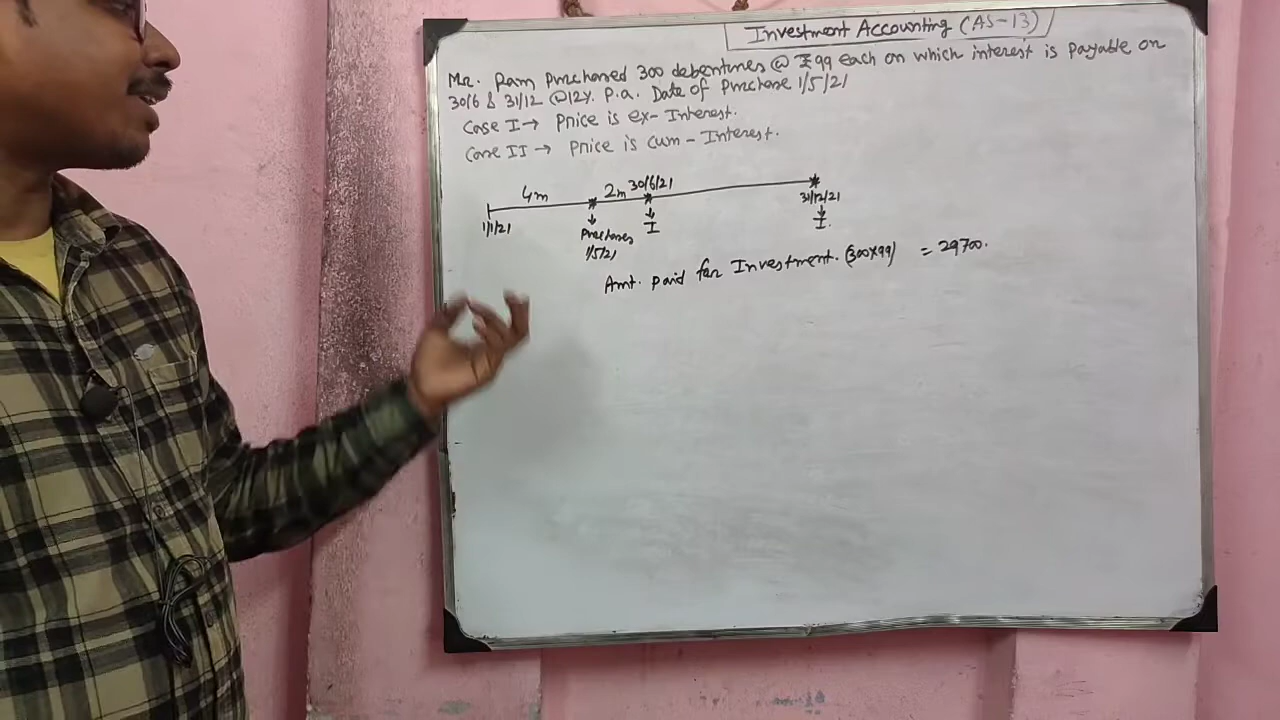 Investment Accounting (AS-13)
Mr. Ram Purchased 300 debentures @ ₹99 each on which interest is payable on
30/6 & 31/12 @12% p.a. Date of Purchase 1/5/21
Case I → Price is ex-Interest.
Case II → Price is cum-Interest.
4m 2m 30/6/21
1/1/21 Purchases 1/5/21 I 31/12/21 I.
Amt. paid for Investment. (300×99) = 29700.